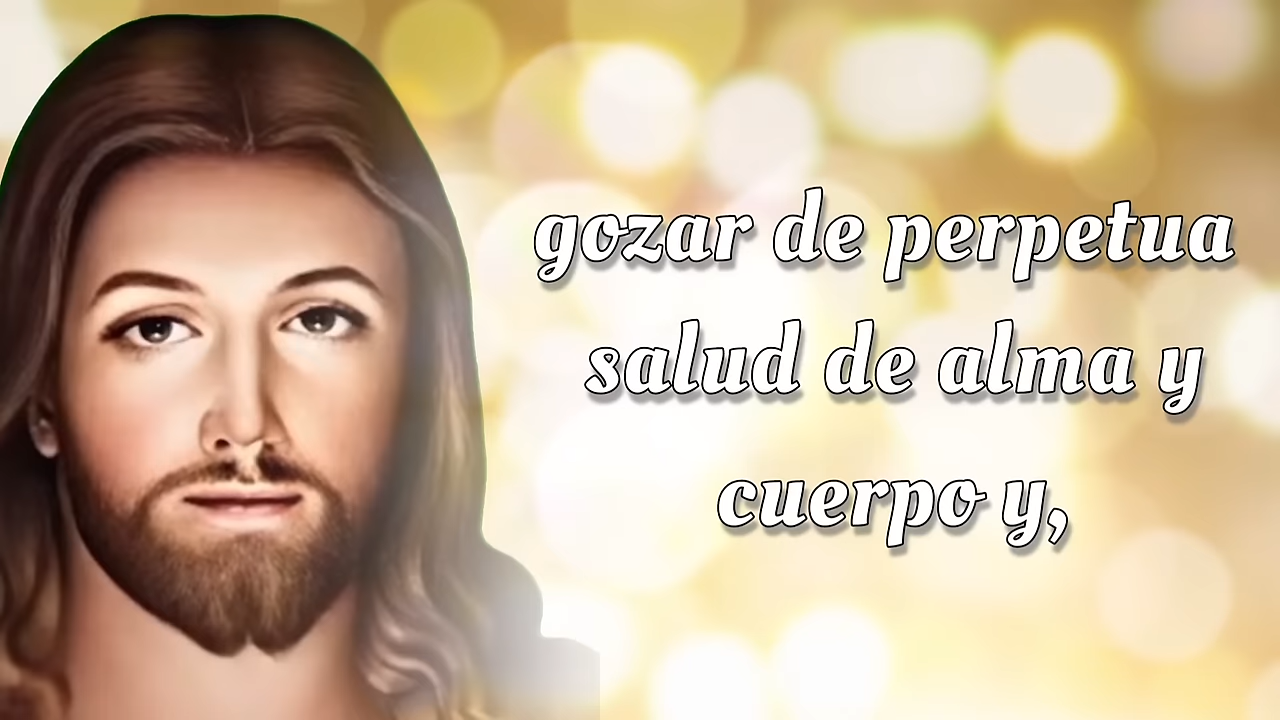 gozar de perpetua
salud de alma y
cuerpo y,